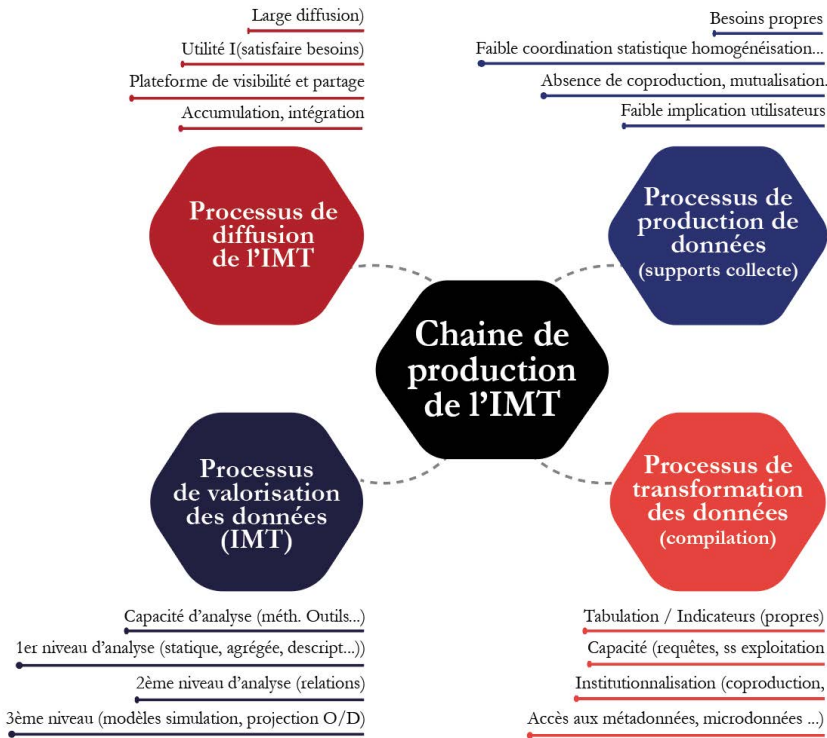 Large diffusion)
Utilité I(satisfaire besoins)
Plateforme de visibilité et partage
Accumulation, intégration
Processus de
diffusion
de l'IMT
Besoins propres
Faible coordination statistique homogénéisation...
Absence de coproduction, mutualisation.
Faible implication utilisateurs
Processus de
production de
données
(supports collecte)
Chaine de
production
de l'IMT
Processus
de valorisation
des données
(IMT)
Capacité d'analyse (méth. Outils...)
1er niveau d'analyse (statique, agrégée, descript...))
2ème niveau d'analyse (relations)
3ème niveau (modèles simulation, projection O/D)
Processus de
transformation
des données
(compilation)
Tabulation / Indicateurs (propres)
Capacité (requêtes, ss exploitation
Institutionnalisation (coproduction,
Accès aux métadonnées, microdonnées ...)